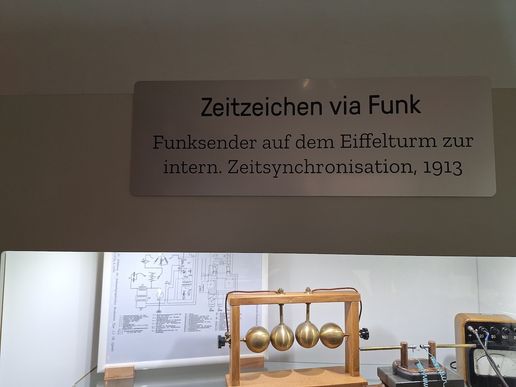 Zeitzeichen via Funk
Funksender auf dem Eiffelturm zur
intern. Zeitsynchronisation, 1913